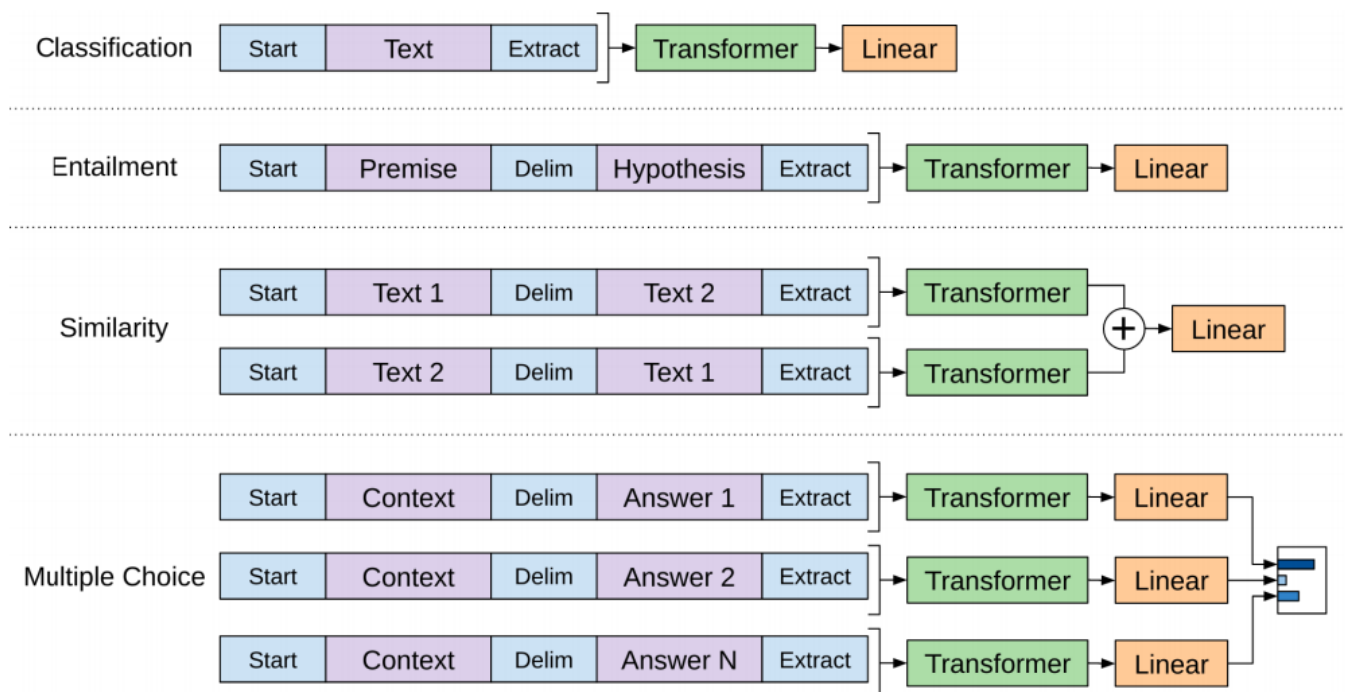 Classification Start Text Extract Transformer Linear
Entailment Start Premise Delim Hypothesis Extract Transformer Linear
Start Text 1 Delim Text 2 Extract Transformer
Similarity + Linear
Start Text 2 Delim Text 1 Extract Transformer
Start Context Delim Answer 1 Extract Transformer Linear
Multiple Choice Start Context Delim Answer 2 Extract Transformer Linear
Start Context Delim Answer N Extract Transformer Linear